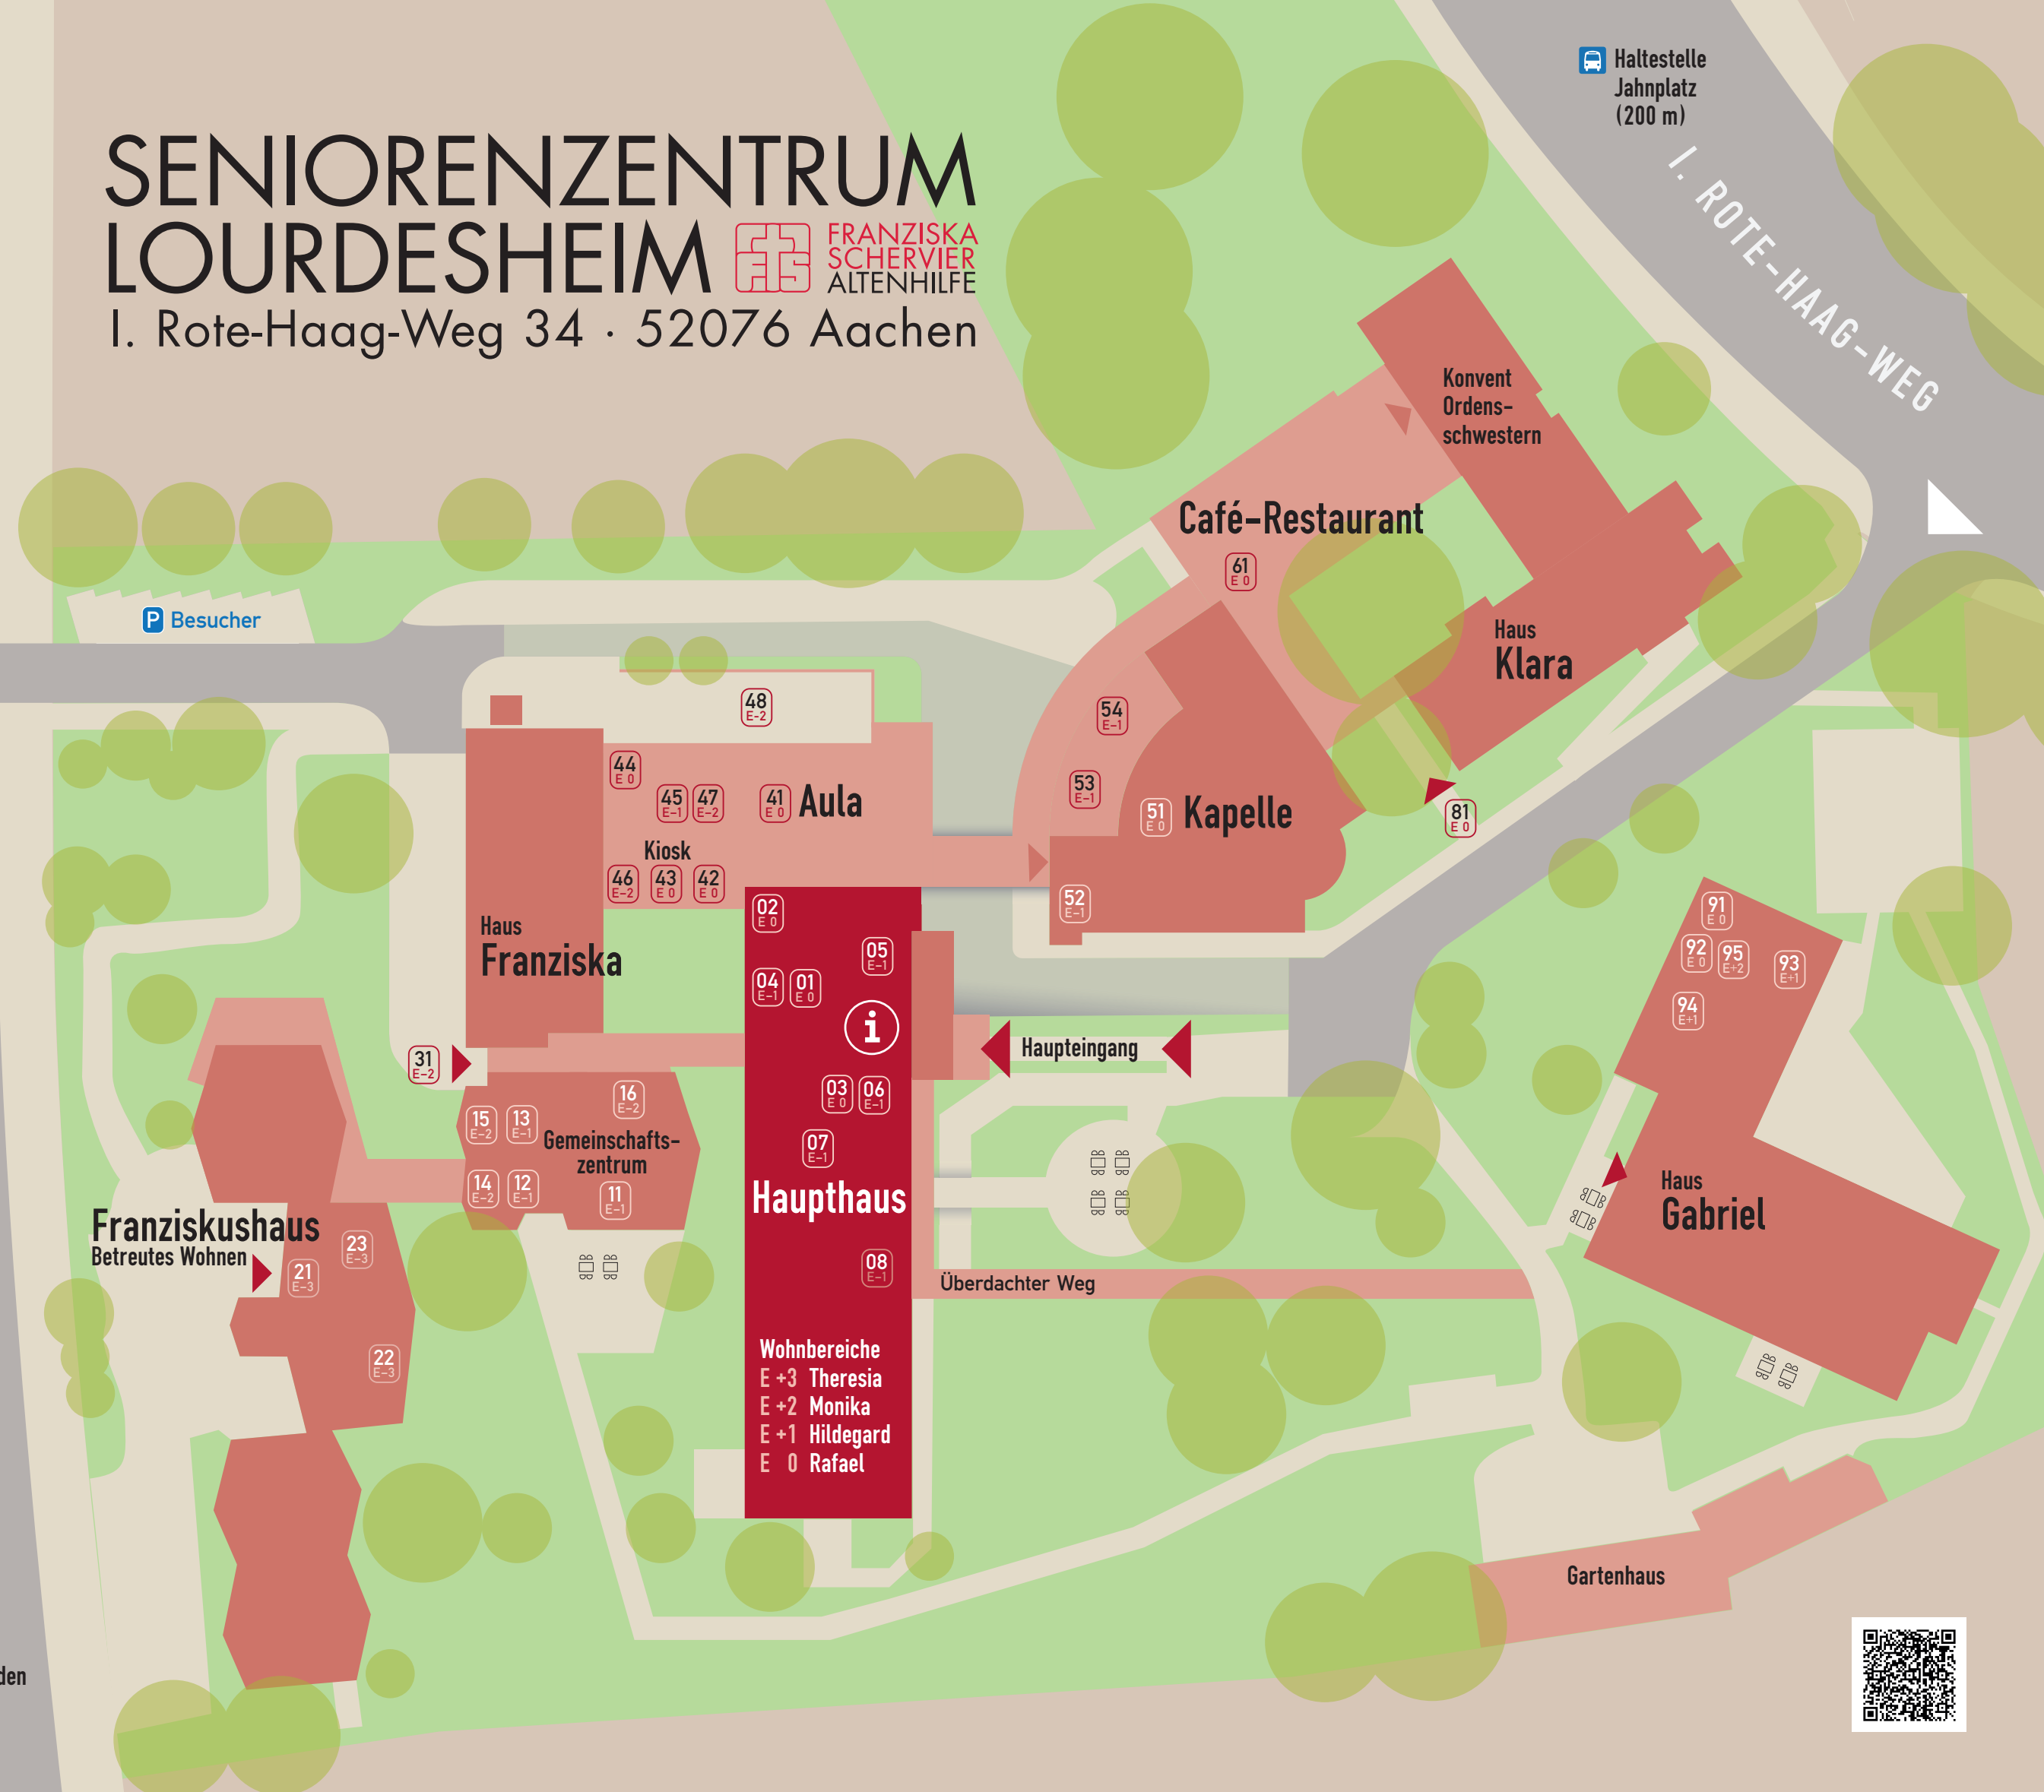 SENIORENZENTRUM
LOURDESHEIM
FRANZISKA
SCHERVIER
ALTENHILFE
I. Rote-Haag-Weg 34 · 52076 Aachen
Haltestelle
Jahnplatz
(200 m)
I. ROTE-HAAG-WEG
Konvent
Ordens-
schwestern
Café-Restaurant
61
E 0
Haus
Klara
P Besucher
48
E-2
54
E-1
53
E-1
51
E 0
Kapelle
52
E-1
81
E 0
44
E 0
45
E-1
47
E-2
41
E 0
Aula
Kiosk
46
E-2
43
E 0
42
E 0
Haus
Franziska
02
E 0
05
E-1
04
E-1
01
E 0
i
Haupteingang
03
E 0
06
E-1
07
E-1
Haupthaus
08
E-1
Überdachter Weg
Wohnbereiche
E +3 Theresia
E +2 Monika
E +1 Hildegard
E 0 Rafael
31
E-2
15
E-2
13
E-1
16
E-2
Gemeinschafts-
zentrum
14
E-2
12
E-1
11
E-1
Franziskushaus
Betreutes Wohnen
23
E-3
21
E-3
22
E-3
91
E 0
92
E 0
95
E+2
93
E+1
94
E+1
Haus
Gabriel
Gartenhaus
den